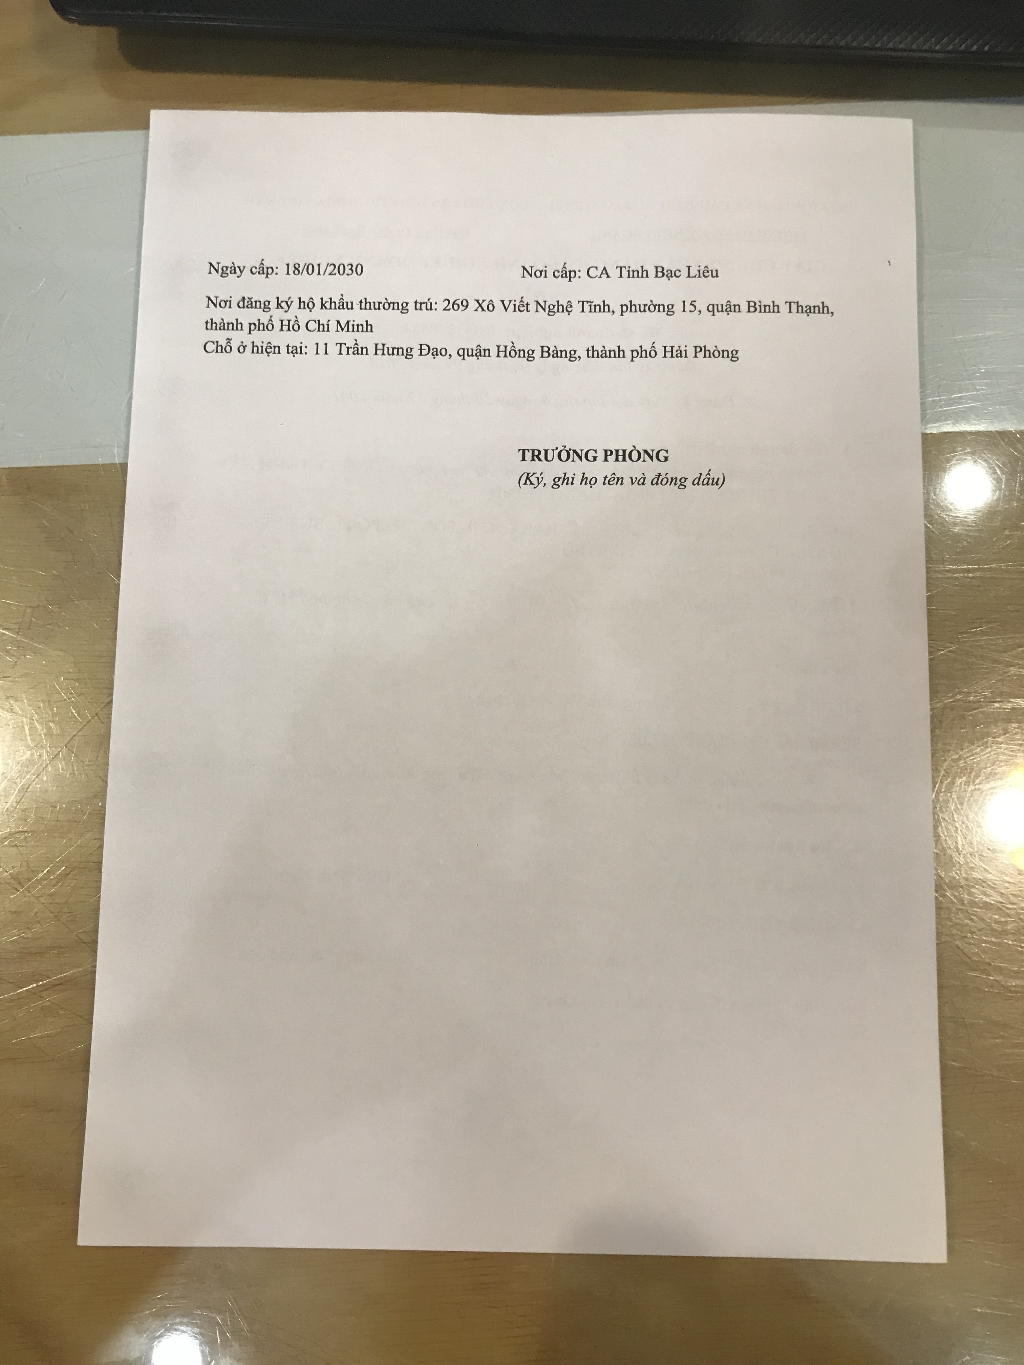 Ngày cấp: 18/01/2030 Nơi cấp: CA Tỉnh Bạc Liêu
Nơi đăng ký hộ khẩu thường trú: 269 Xô Viết Nghệ Tĩnh, phường 15, quận Bình Thạnh,
thành phố Hồ Chí Minh
Chỗ ở hiện tại: 11 Trần Hưng Đạo, quận Hồng Bàng, thành phố Hải Phòng
TRƯỞNG PHÒNG
(Ký, ghi họ tên và đóng dấu)